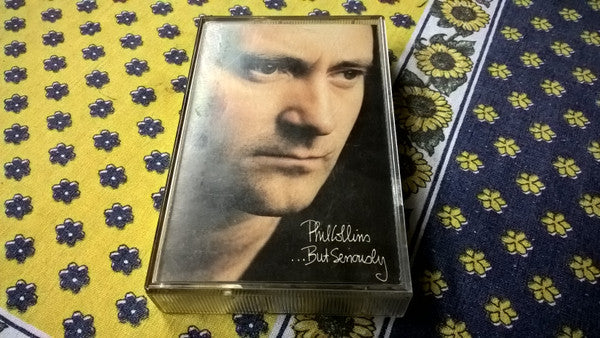 Phil Collins
...But Seriously